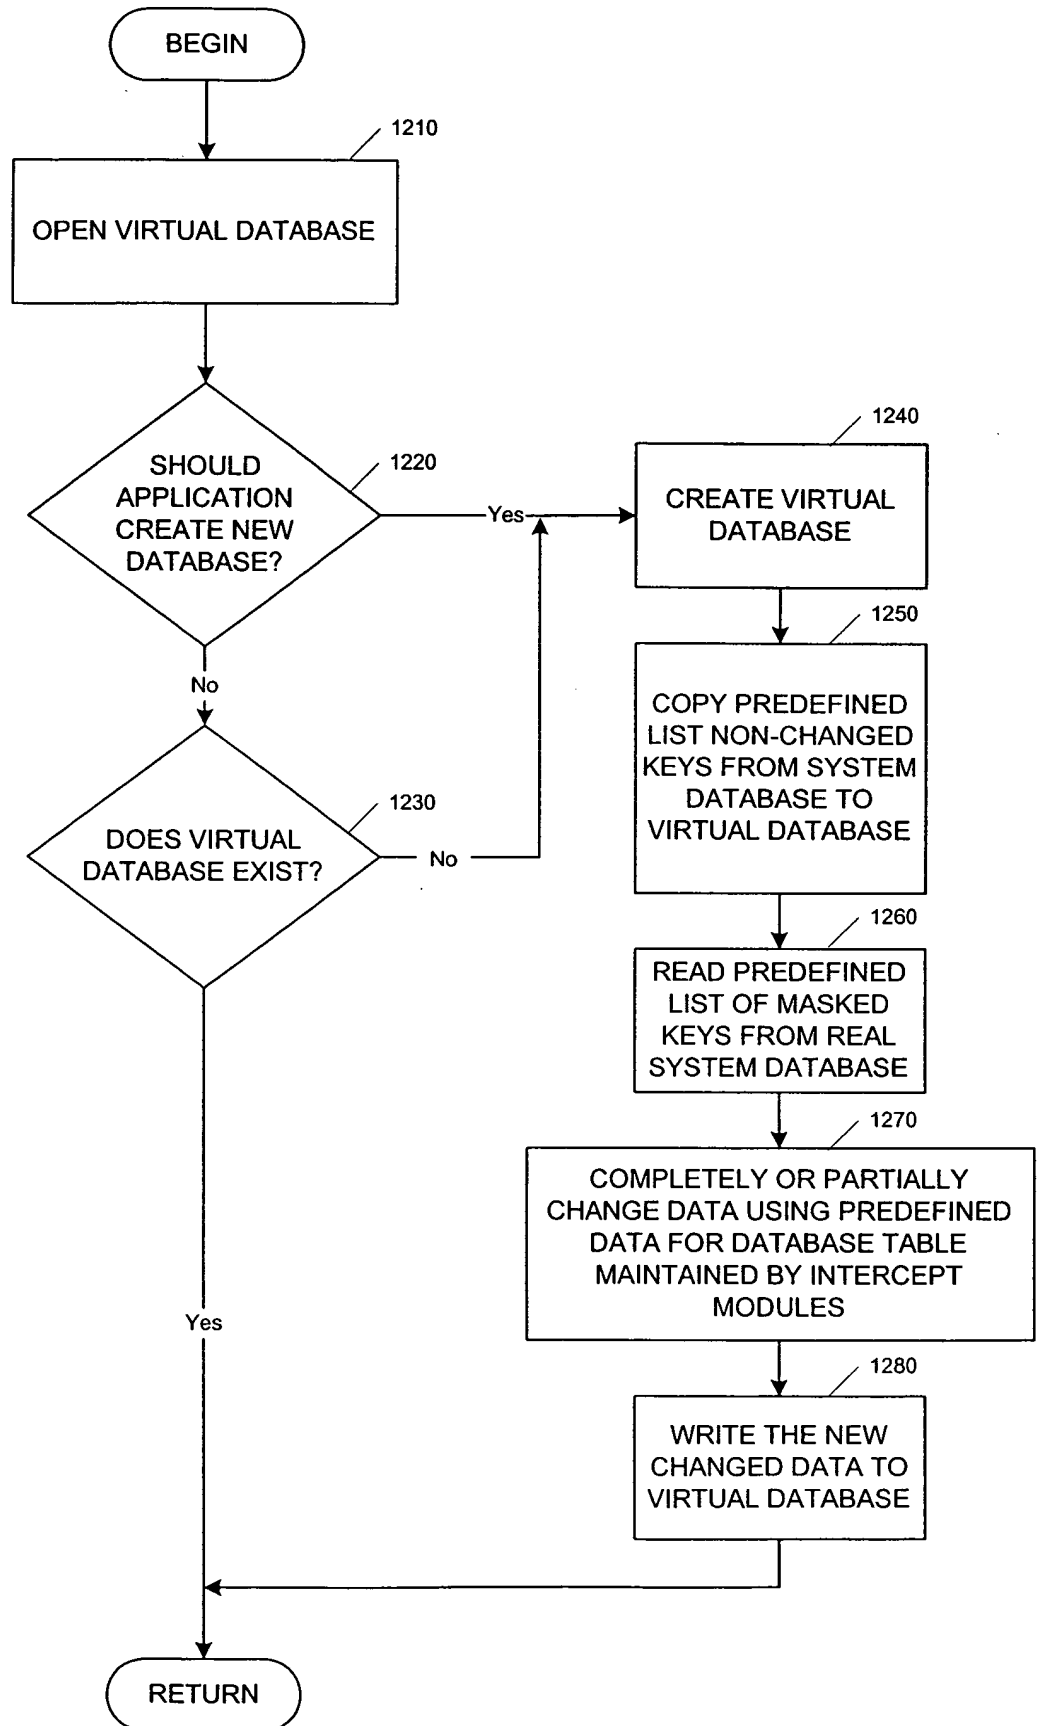 BEGIN
1210
OPEN VIRTUAL DATABASE
1220
SHOULD
APPLICATION
CREATE NEW
DATABASE?
Yes
No
1230
DOES VIRTUAL
DATABASE EXIST?
No
Yes
1240
CREATE VIRTUAL
DATABASE
1250
COPY PREDEFINED
LIST NON-CHANGED
KEYS FROM SYSTEM
DATABASE TO
VIRTUAL DATABASE
1260
READ PREDEFINED
LIST OF MASKED
KEYS FROM REAL
SYSTEM DATABASE
1270
COMPLETELY OR PARTIALLY
CHANGE DATA USING PREDEFINED
DATA FOR DATABASE TABLE
MAINTAINED BY INTERCEPT
MODULES
1280
WRITE THE NEW
CHANGED DATA TO
VIRTUAL DATABASE
RETURN